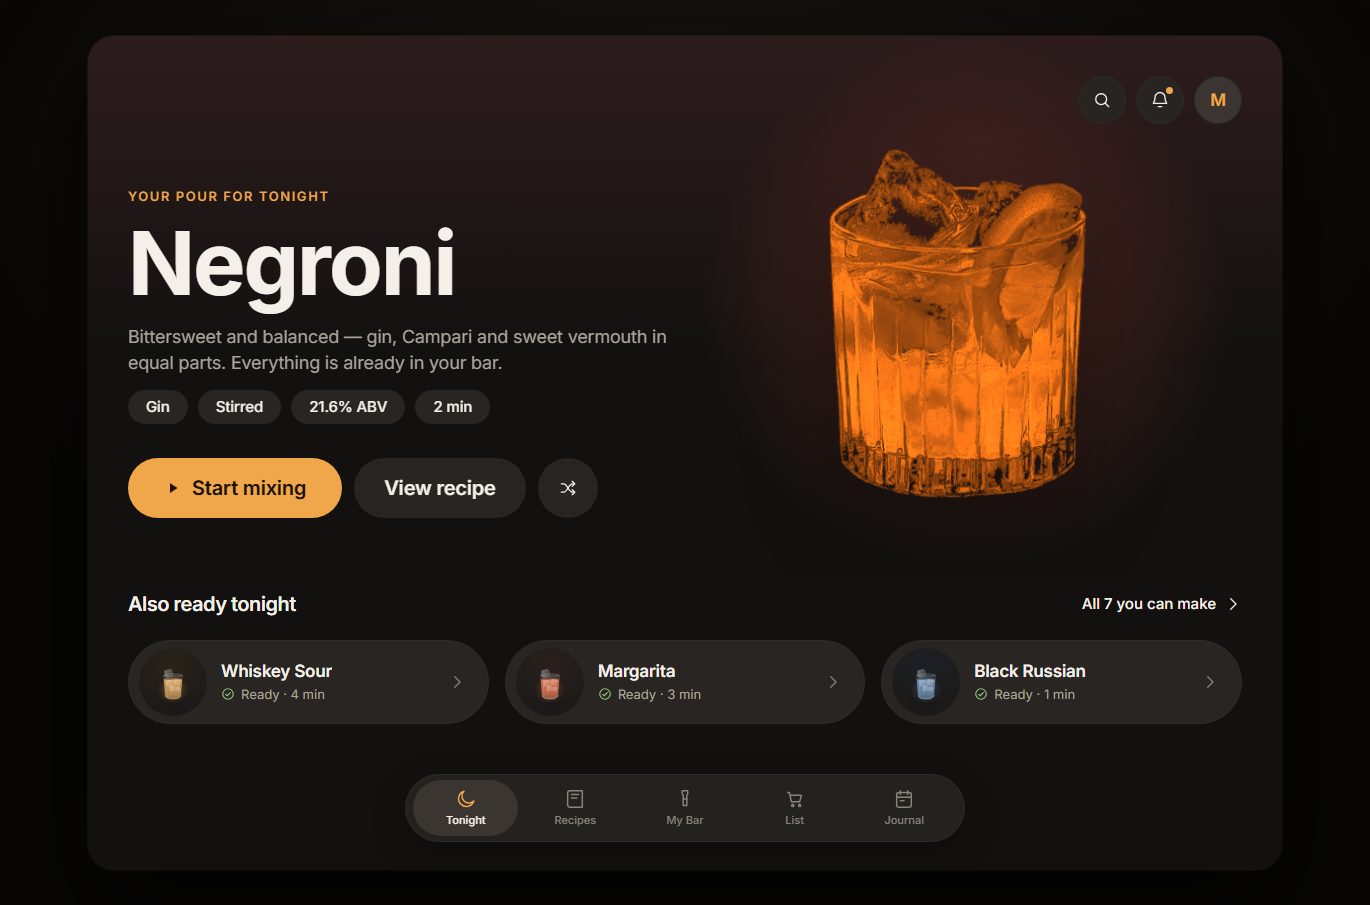 M
YOUR POUR FOR TONIGHT
Negroni
Bittersweet and balanced — gin, Campari and sweet vermouth in
equal parts. Everything is already in your bar.
Gin
Stirred
21.6% ABV
2 min
Start mixing
View recipe
Also ready tonight
All 7 you can make
Whiskey Sour
Ready · 4 min
Margarita
Ready · 3 min
Black Russian
Ready · 1 min
Tonight
Recipes
My Bar
List
Journal